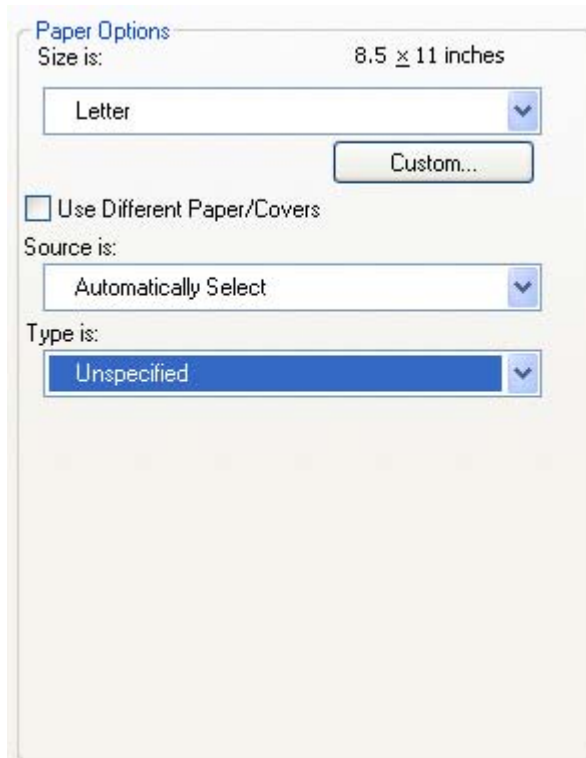 Paper Options
Size is: 8.5 x 11 inches
Letter
Custom...
Use Different Paper/Covers
Source is:
Automatically Select
Type is:
Unspecified